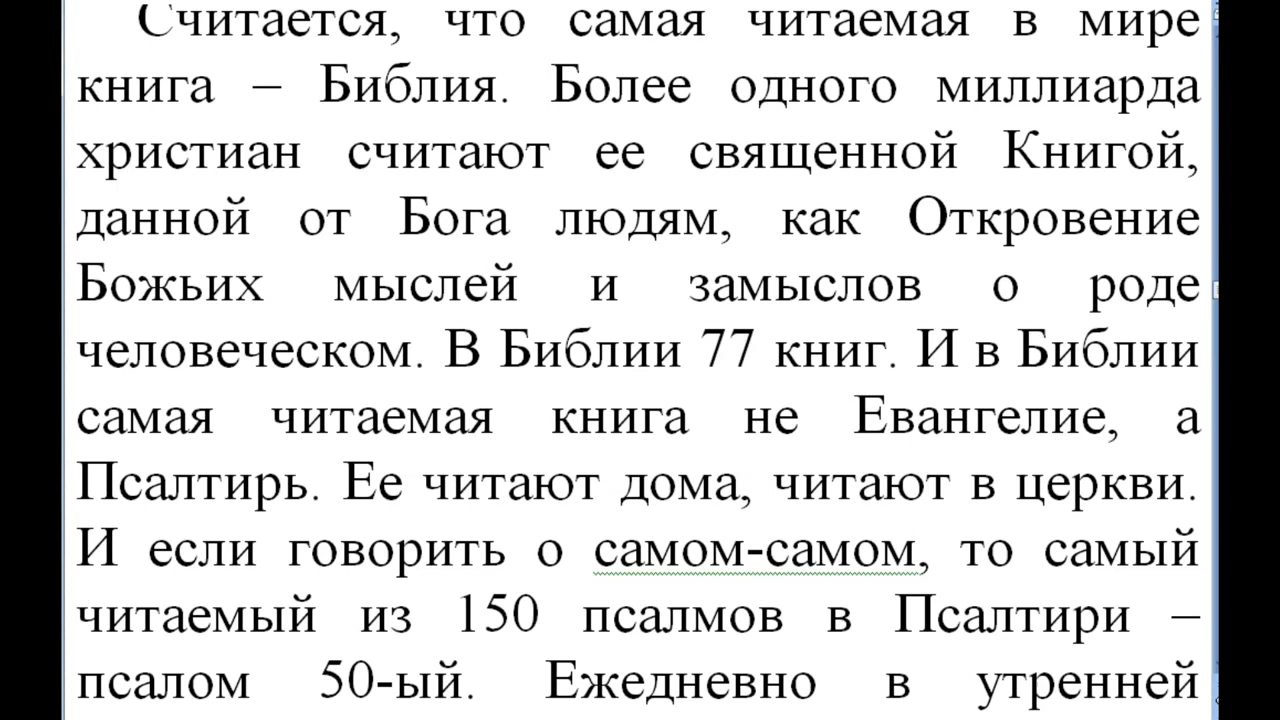 Считается, что самая читаемая в мире
книга – Библия. Более одного миллиарда
христиан считают ее священной Книгой,
данной от Бога людям, как Откровение
Божьих мыслей и замыслов о роде
человеческом. В Библии 77 книг. И в Библии
самая читаемая книга не Евангелие, а
Псалтирь. Ее читают дома, читают в церкви.
И если говорить о самом-самом, то самый
читаемый из 150 псалмов в Псалтири –
псалом 50-ый. Ежедневно в утренней